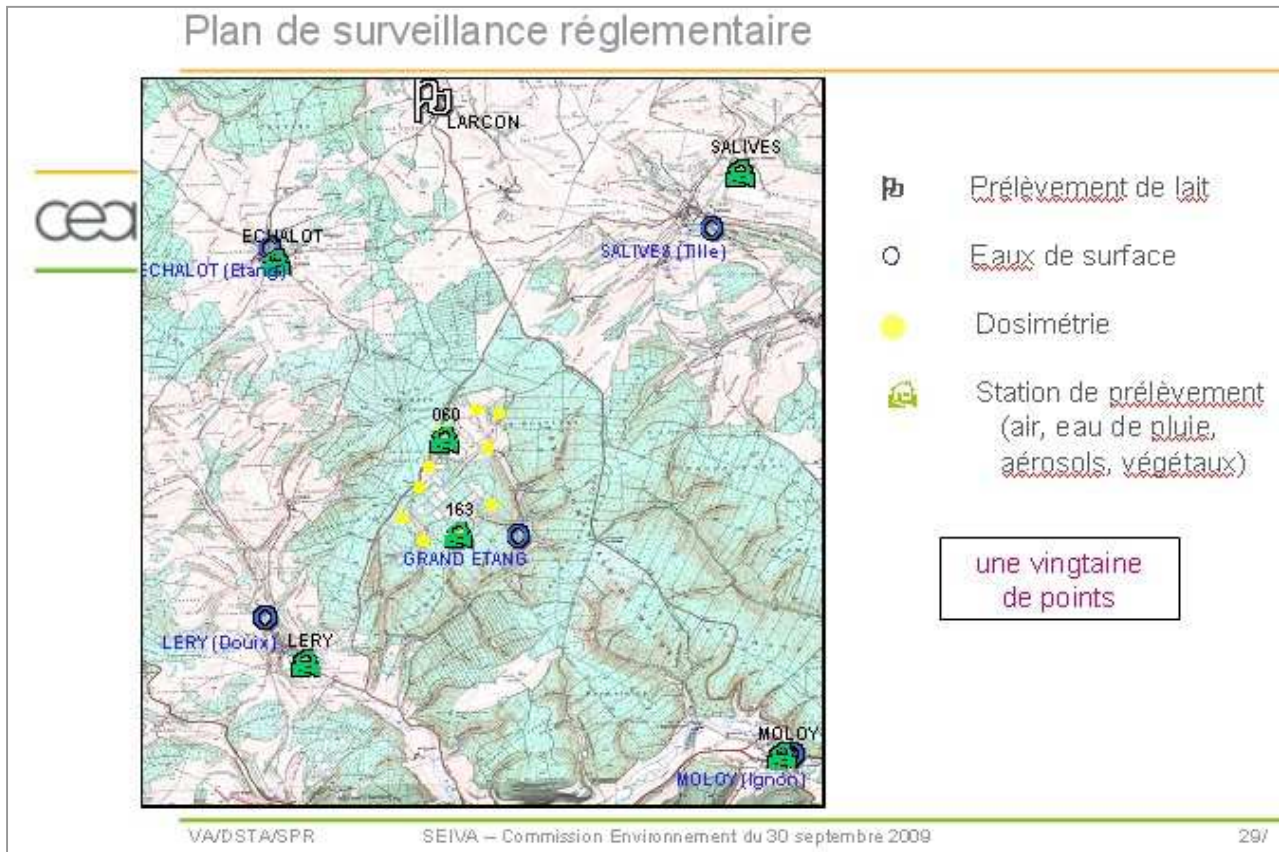 Plan de surveillance réglementaire
cea
LARCON
SALIVES
SALIVES (Tille)
ECHALOT
ECHALOT (Etang)
060
163
GRAND ETANG
LERY (Douix)
LERY
MOLOY
MOLOY (Ignon)
Prélèvement de lait
Eaux de surface
Dosimétrie
Station de prélèvement
(air, eau de pluie,
aérosols, végétaux)
une vingtaine
de points
VA/DSTA/SPR
SEIVA – Commission Environnement du 30 septembre 2009
29/